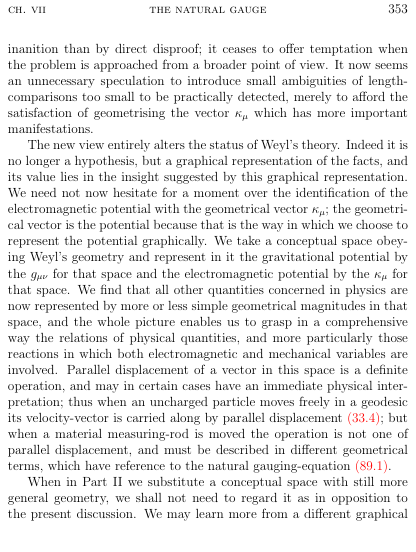 CH. VII THE NATURAL GAUGE 353
inanition than by direct disproof; it ceases to offer temptation when
the problem is approached from a broader point of view. It now seems
an unnecessary speculation to introduce small ambiguities of length-
comparisons too small to be practically detected, merely to afford the
satisfaction of geometrising the vector κμ which has more important
manifestations.
The new view entirely alters the status of Weyl's theory. Indeed it is
no longer a hypothesis, but a graphical representation of the facts, and
its value lies in the insight suggested by this graphical representation.
We need not now hesitate for a moment over the identification of the
electromagnetic potential with the geometrical vector κμ; the geometri-
cal vector is the potential because that is the way in which we choose to
represent the potential graphically. We take a conceptual space obey-
ing Weyl's geometry and represent in it the gravitational potential by
the gμν for that space and the electromagnetic potential by the κμ for
that space. We find that all other quantities concerned in physics are
now represented by more or less simple geometrical magnitudes in that
space, and the whole picture enables us to grasp in a comprehensive
way the relations of physical quantities, and more particularly those
reactions in which both electromagnetic and mechanical variables are
involved. Parallel displacement of a vector in this space is a definite
operation, and may in certain cases have an immediate physical inter-
pretation; thus when an uncharged particle moves freely in a geodesic
its velocity-vector is carried along by parallel displacement (33.4); but
when a material measuring-rod is moved the operation is not one of
parallel displacement, and must be described in different geometrical
terms, which have reference to the natural gauging-equation (89.1).
When in Part II we substitute a conceptual space with still more
general geometry, we shall not need to regard it as in opposition to
the present discussion. We may learn more from a different graphical